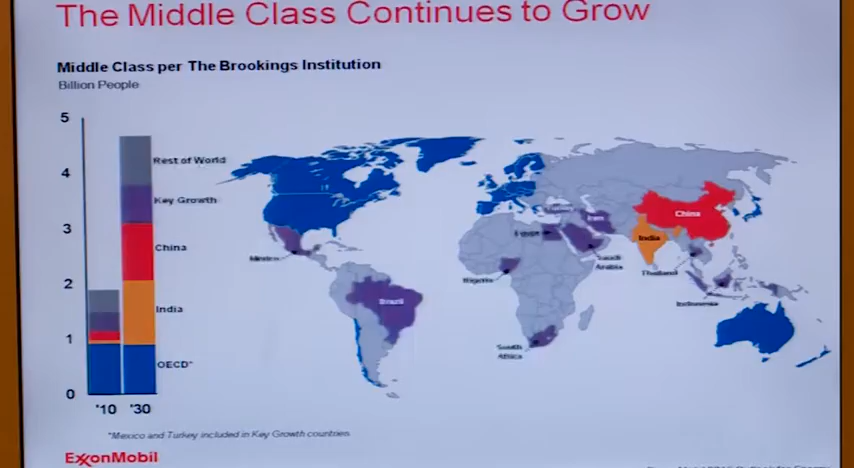 The Middle Class Continues to Grow
Middle Class per The Brookings Institution
Billion People
5
4
3
2
1
0
Rest of World
Key Growth
China
India
OECD*
'10 '30
Mexico
Brazil
Nigeria
Egypt
South
Africa
Iran
Saudi
Arabia
China
India
Thailand
Indonesia
*Mexico and Turkey included in Key Growth countries
ExxonMobil